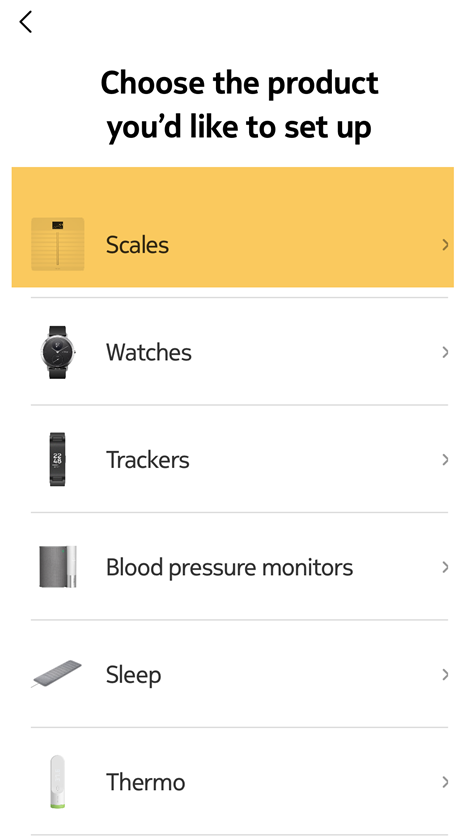 Choose the product
you’d like to set up
Scales
Watches
Trackers
Blood pressure monitors
Sleep
Thermo